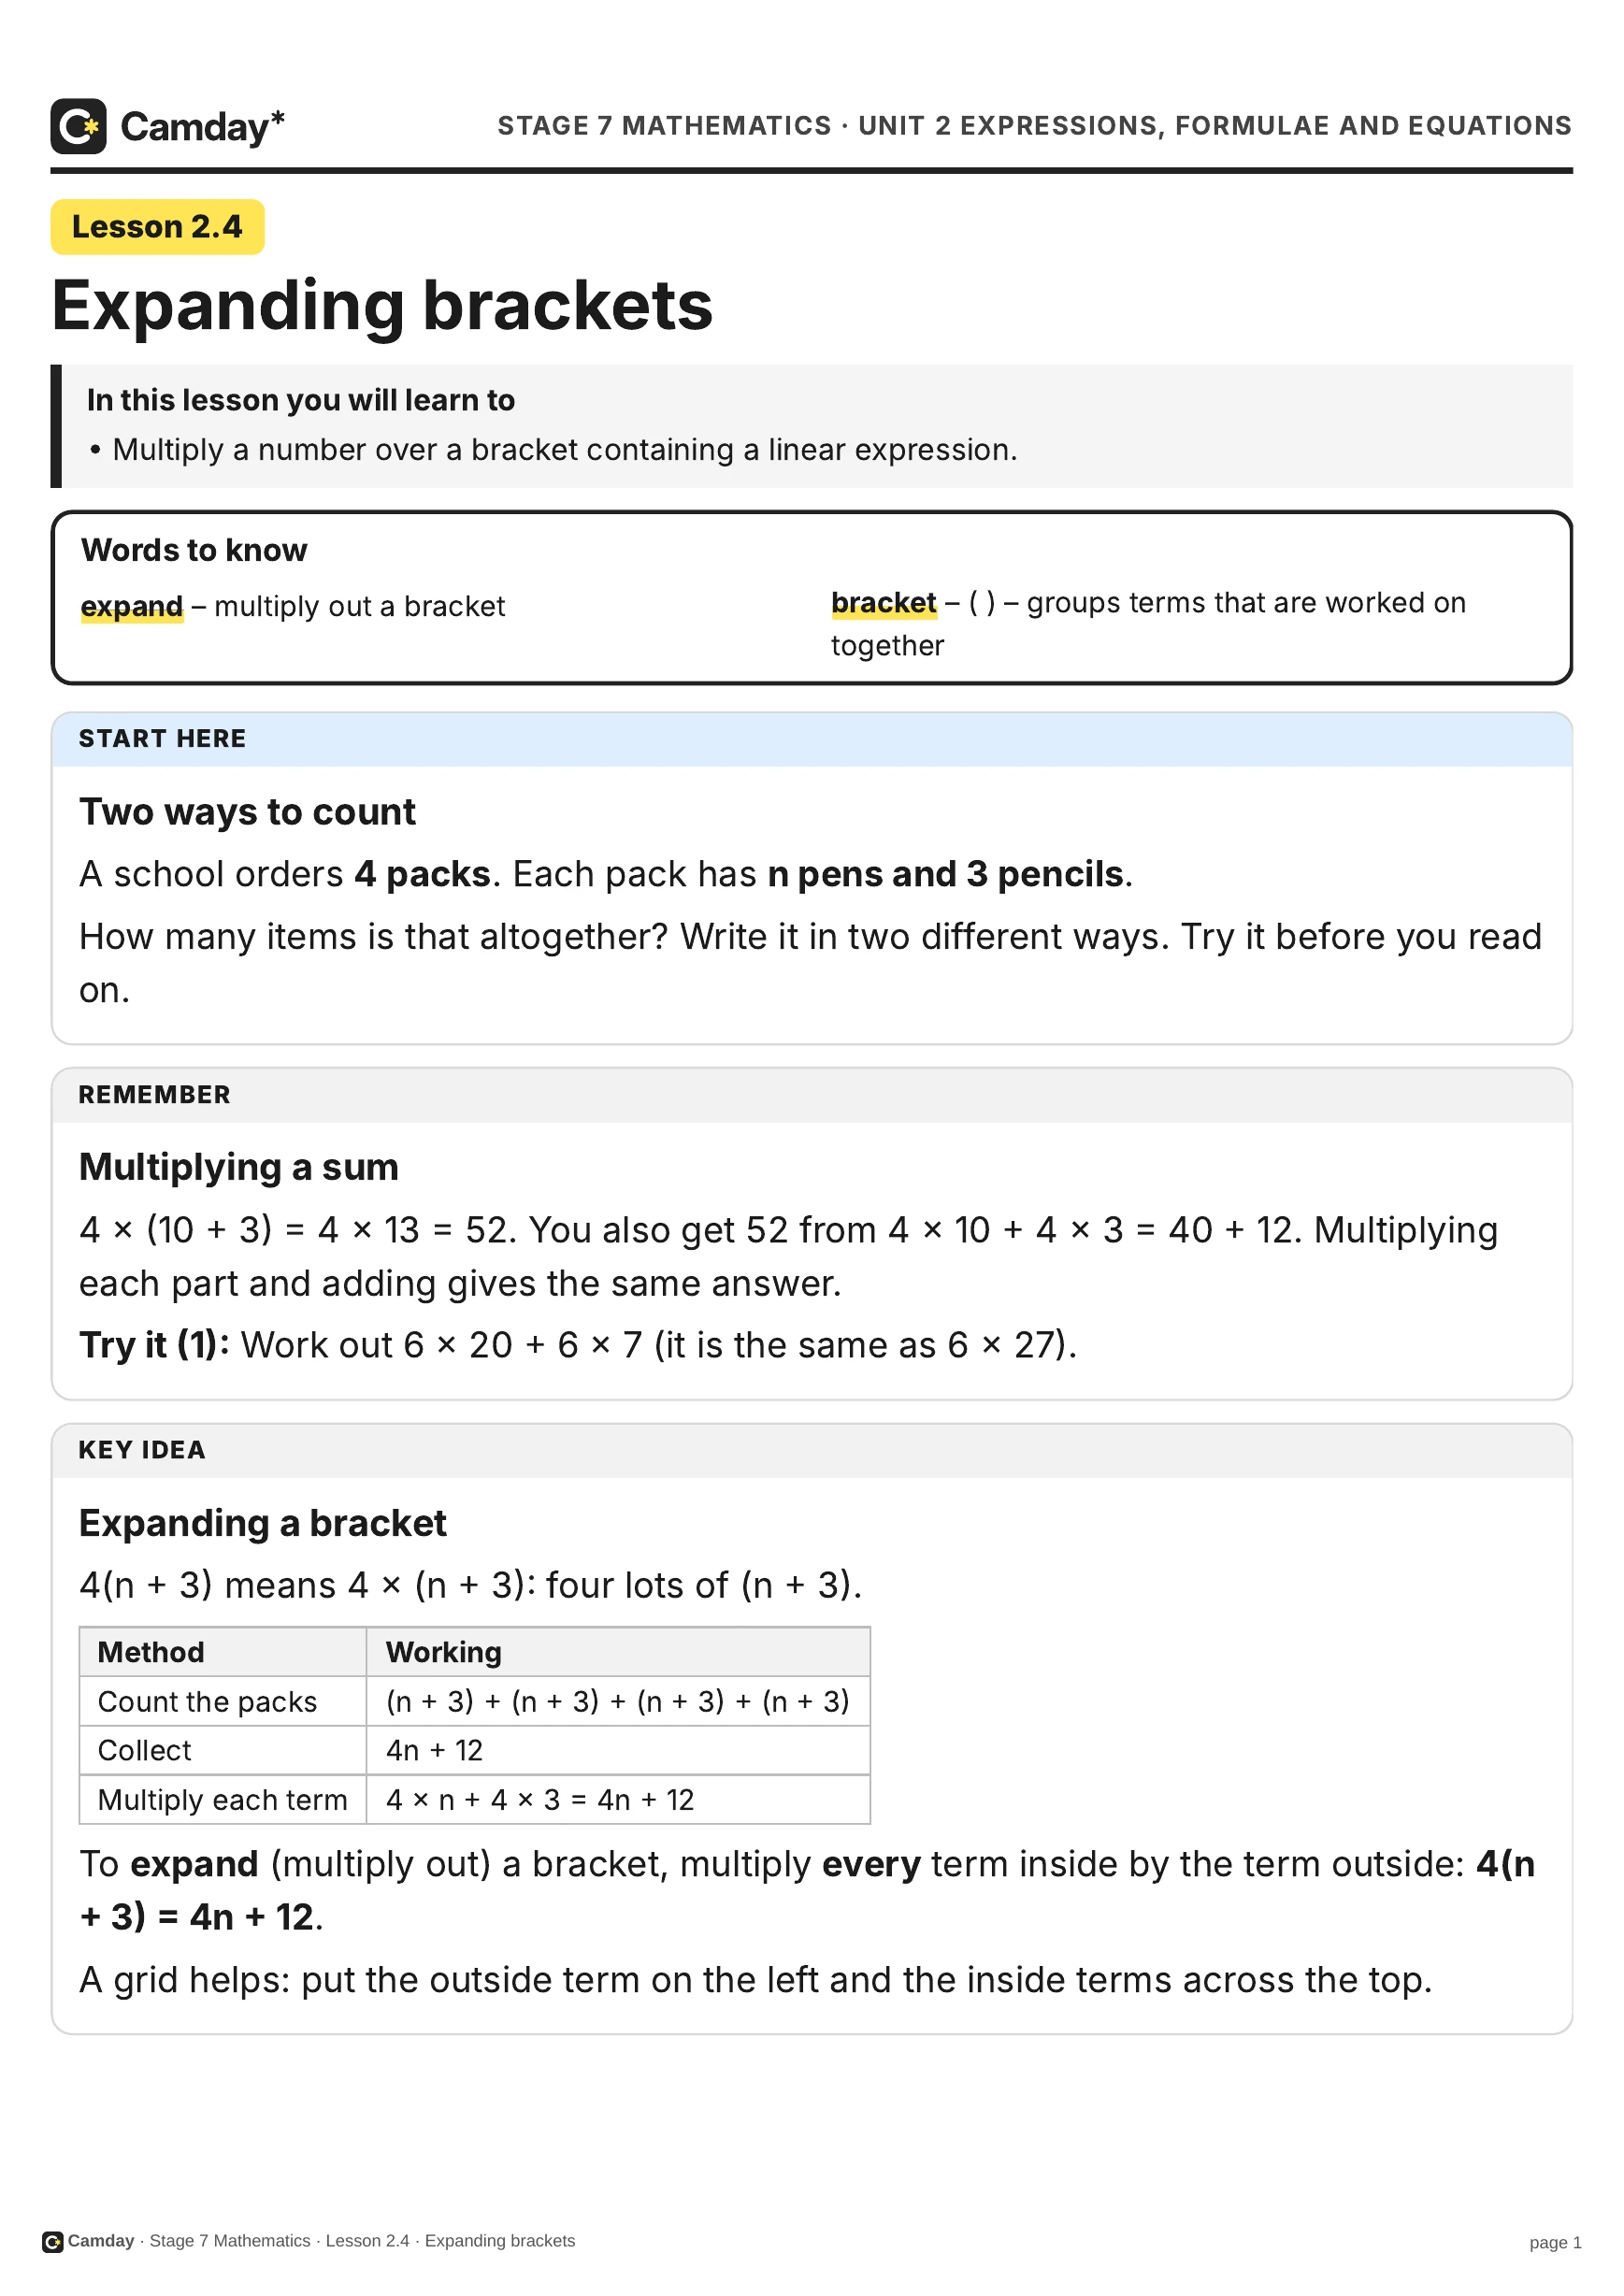 Camday*
STAGE 7 MATHEMATICS · UNIT 2 EXPRESSIONS, FORMULAE AND EQUATIONS
Lesson 2.4
Expanding brackets
In this lesson you will learn to
• Multiply a number over a bracket containing a linear expression.
Words to know
expand – multiply out a bracket
bracket – ( ) – groups terms that are worked on
together
START HERE
Two ways to count
A school orders 4 packs. Each pack has n pens and 3 pencils.
How many items is that altogether? Write it in two different ways. Try it before you read
on.
REMEMBER
Multiplying a sum
4 × (10 + 3) = 4 × 13 = 52. You also get 52 from 4 × 10 + 4 × 3 = 40 + 12. Multiplying
each part and adding gives the same answer.
Try it (1): Work out 6 × 20 + 6 × 7 (it is the same as 6 × 27).
KEY IDEA
Expanding a bracket
4(n + 3) means 4 × (n + 3): four lots of (n + 3).
Method Working
Count the packs (n + 3) + (n + 3) + (n + 3) + (n + 3)
Collect 4n + 12
Multiply each term 4 × n + 4 × 3 = 4n + 12
To expand (multiply out) a bracket, multiply every term inside by the term outside: 4(n
+ 3) = 4n + 12.
A grid helps: put the outside term on the left and the inside terms across the top.
Camday · Stage 7 Mathematics · Lesson 2.4 · Expanding brackets
page 1